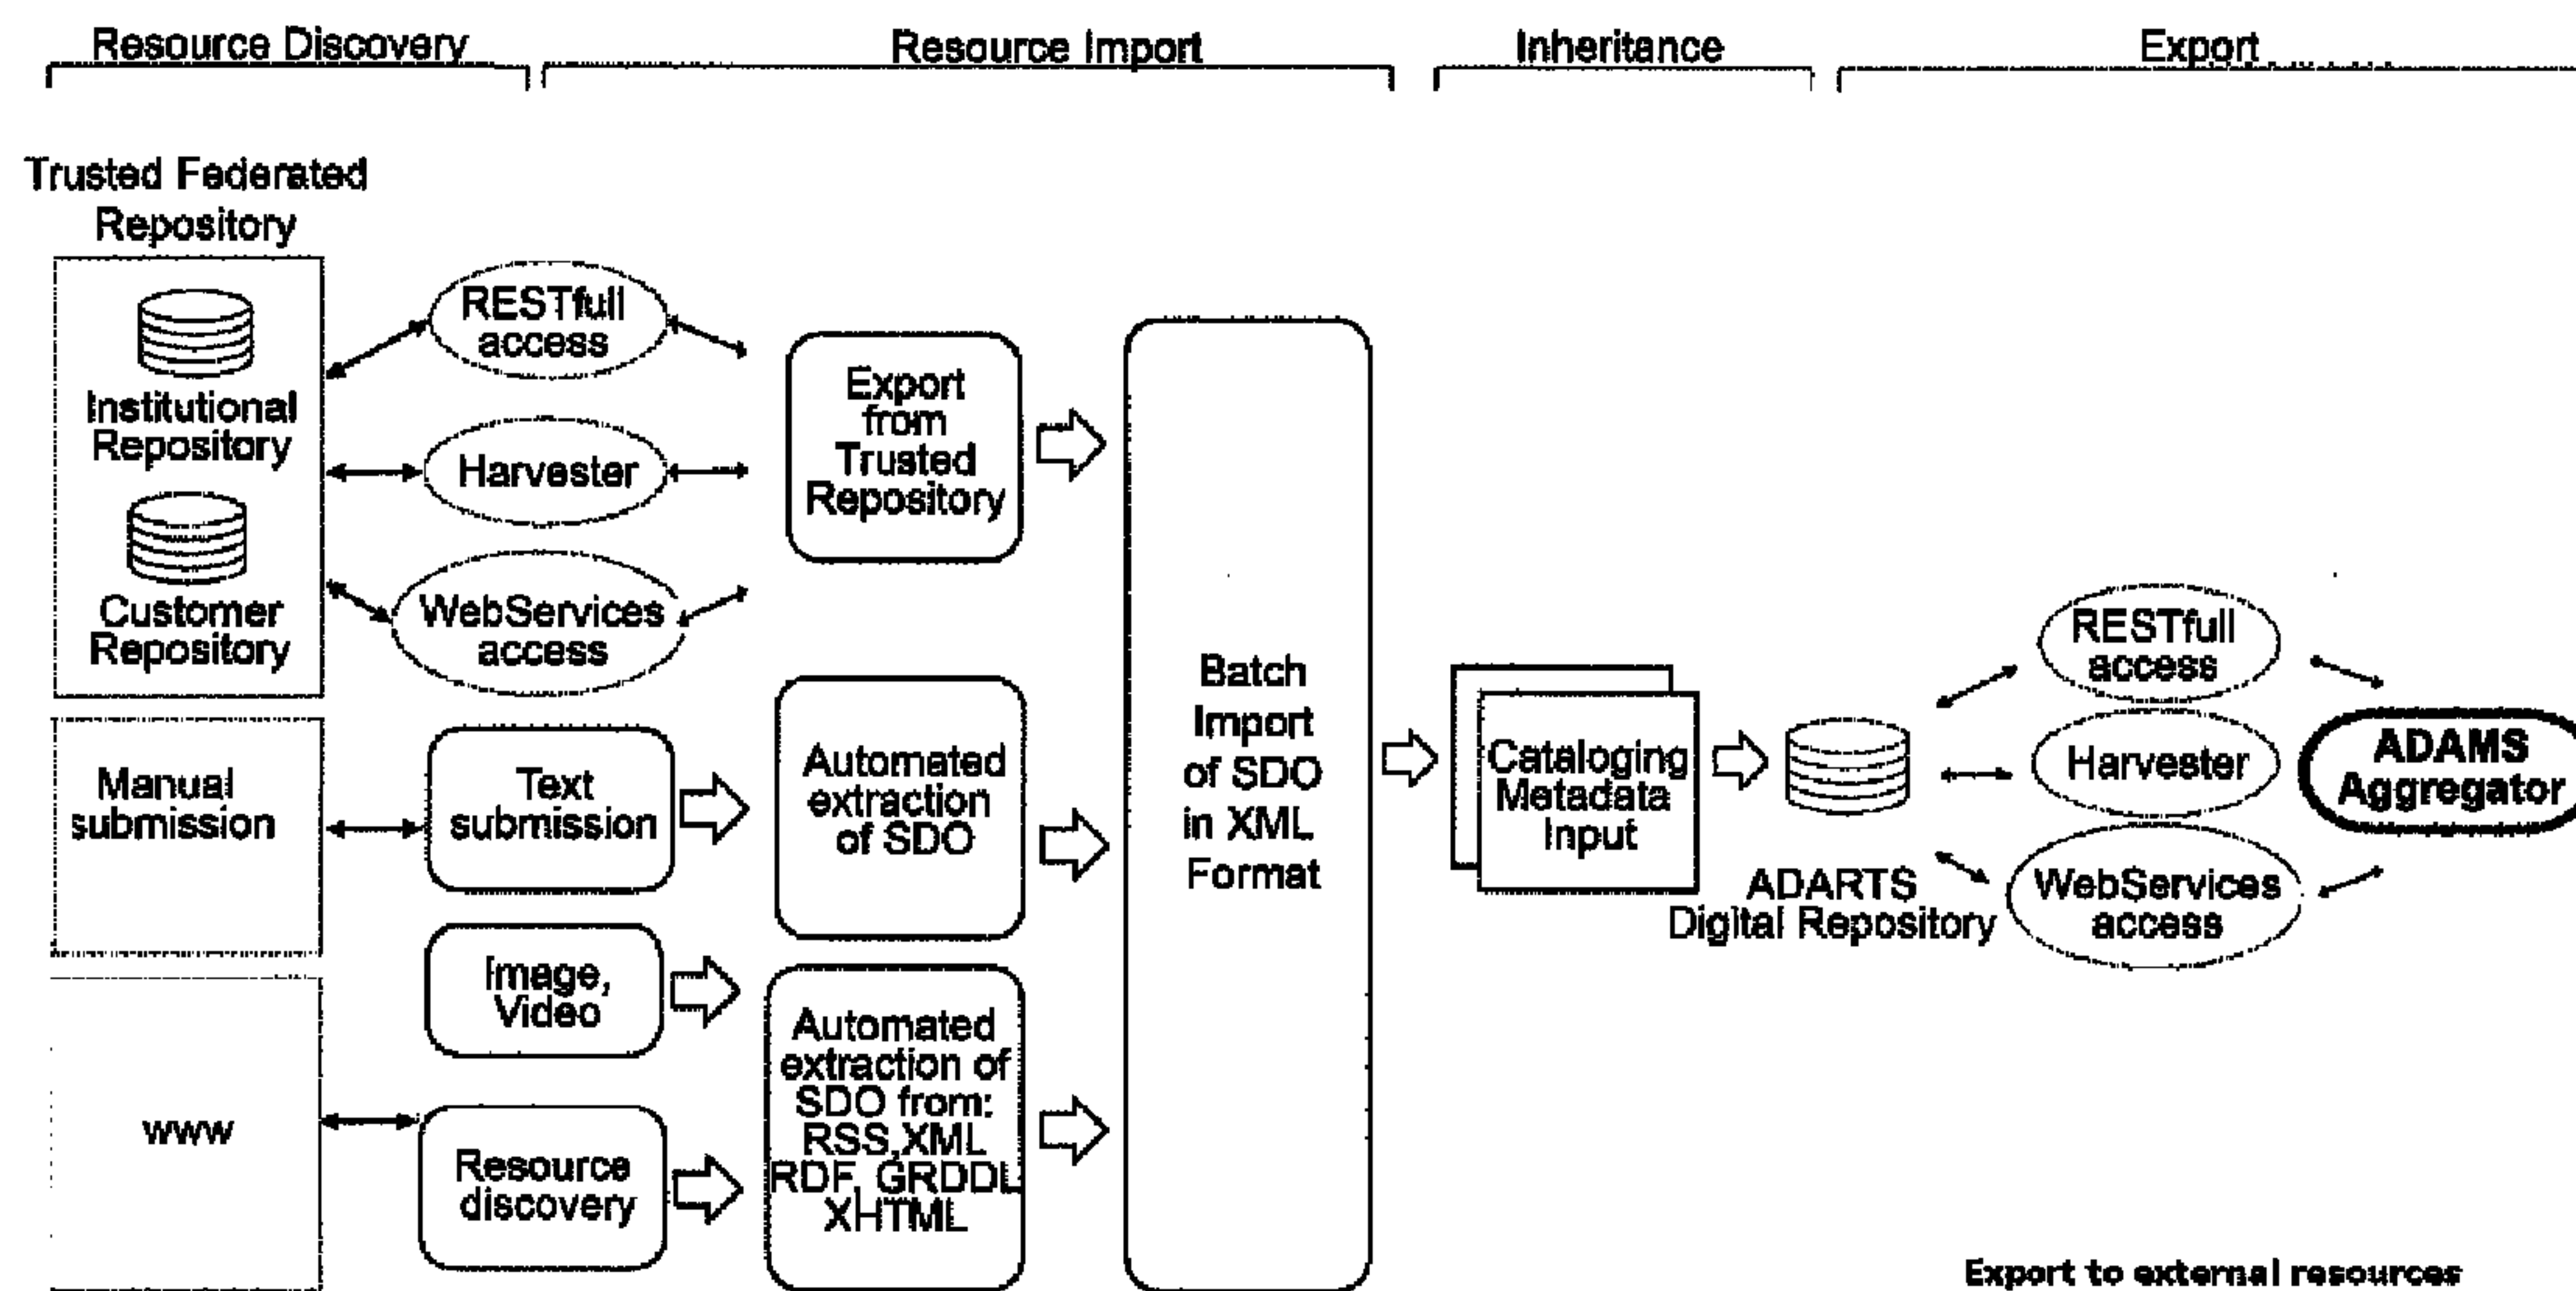 Resource Discovery
Resource Import
Inheritance
Export
Trusted Federated
Repository
Institutional
Repository
Customer
Repository
RESTfull
access
Harvester
WebServices
access
Export
from
Trusted
Repository
Manual
submission
Text
submission
Automated
extraction
of SDO
Image,
Video
www
Resource
discovery
Automated
extraction of
SDO from:
RSS,XML
RDF, GRDDL
XHTML
Batch
Import
of SDO
in XML
Format
Cataloging
Metadata
Input
ADARTS
Digital Repository
RESTfull
access
Harvester
WebServices
access
ADAMS
Aggregator
Export to external resources